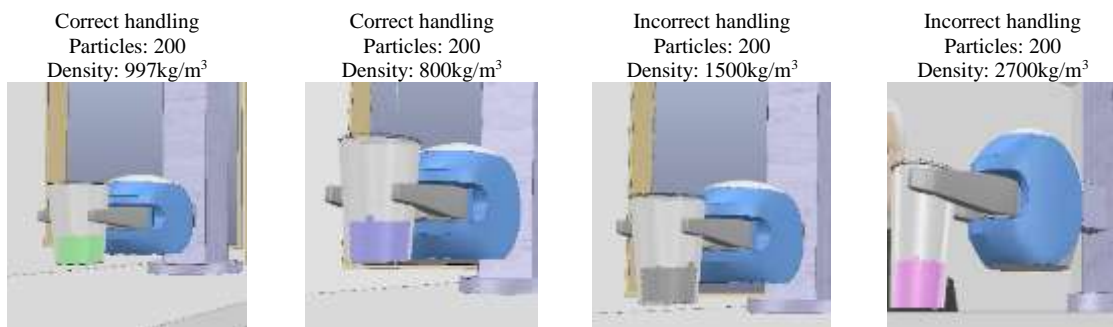 Correct handling
Particles: 200
Density: 997kg/m³
Correct handling
Particles: 200
Density: 800kg/m³
Incorrect handling
Particles: 200
Density: 1500kg/m³
Incorrect handling
Particles: 200
Density: 2700kg/m³